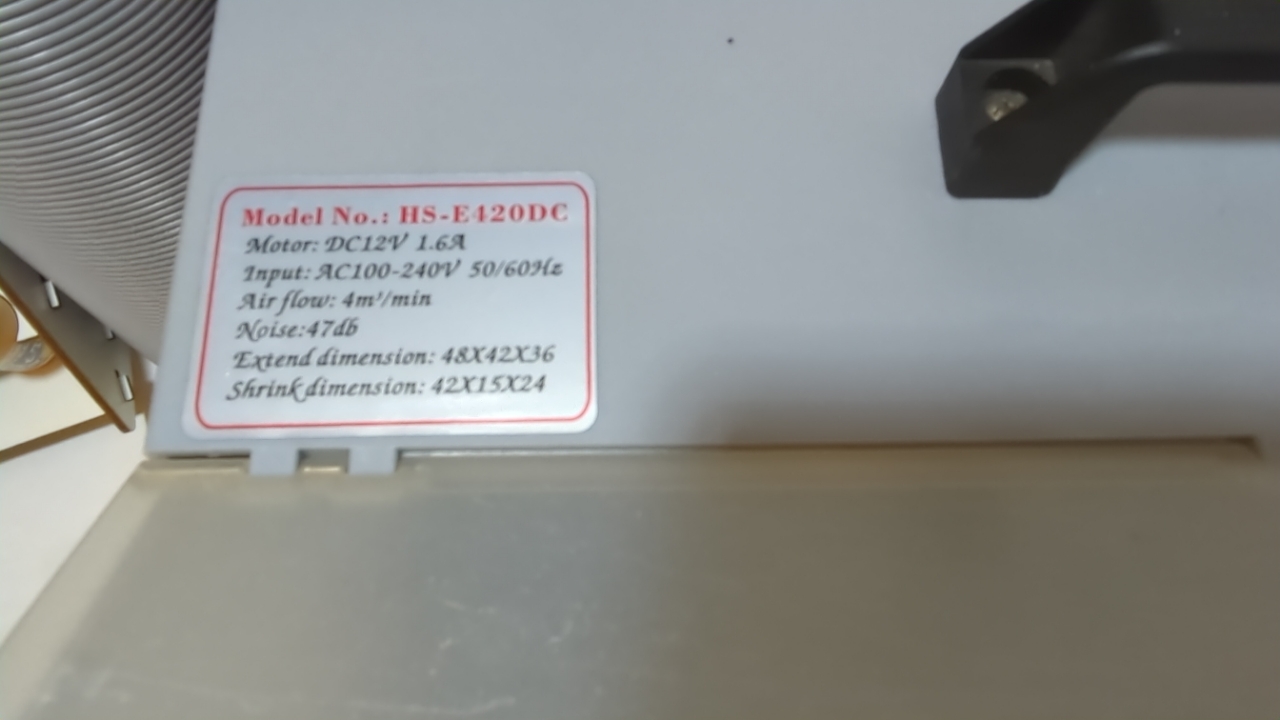 Model No.: HS-E420DC
Motor: DC12V 1.6A
Input: AC100-240V 50/60Hz
Air flow: 4m³/min
Noise:47db
Extend dimension: 48X42X36
Shrink dimension: 42X15X24